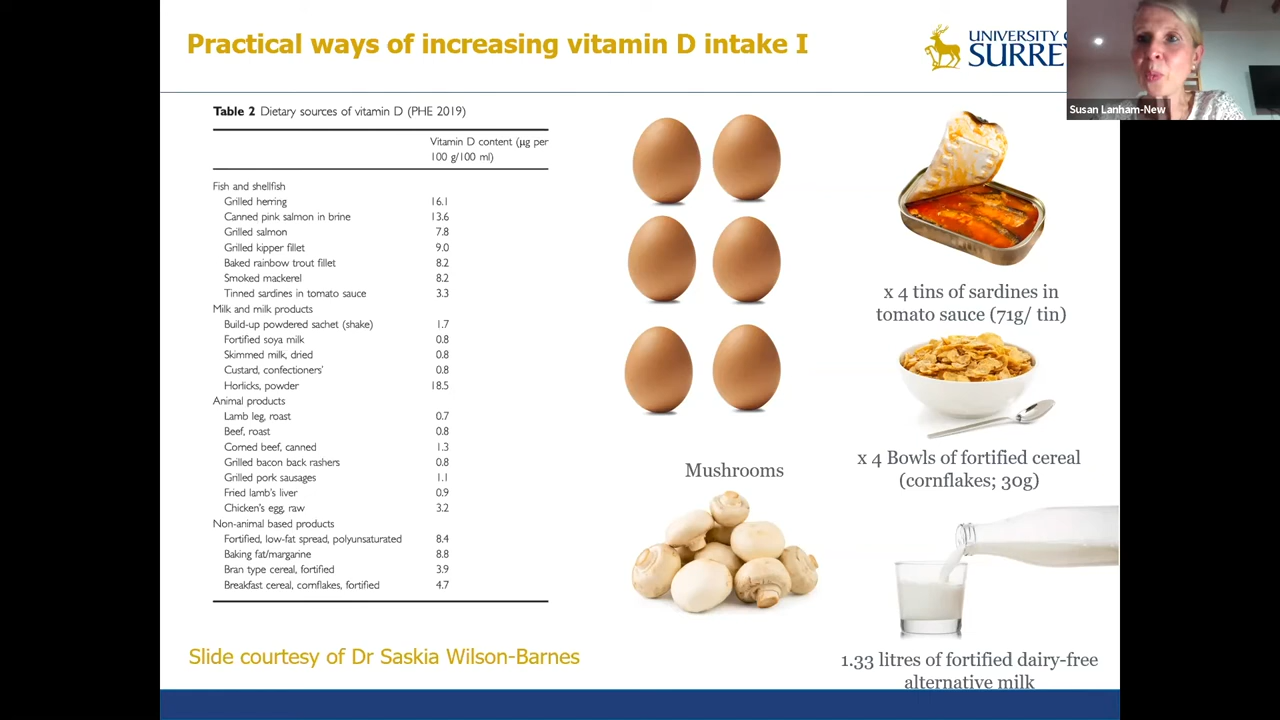 Practical ways of increasing vitamin D intake I
UNIVERSITY O
SURREY
Susan Lanham-New
Table 2 Dietary sources of vitamin D (PHE 2019)
Vitamin D content (μg per
100 g/100 ml)
Fish and shellfish
Grilled herring 16.1
Canned pink salmon in brine 13.6
Grilled salmon 7.8
Grilled kipper fillet 9.0
Baked rainbow trout fillet 8.2
Smoked mackerel 8.2
Tinned sardines in tomato sauce 3.3
Milk and milk products
Build-up powdered sachet (shake) 1.7
Fortified soya milk 0.8
Skimmed milk, dried 0.8
Custard, confectioners' 0.8
Horlicks, powder 18.5
Animal products
Lamb leg, roast 0.7
Beef, roast 0.8
Corned beef, canned 1.3
Grilled bacon back rashers 0.8
Grilled pork sausages 1.1
Fried lamb's liver 0.9
Chicken's egg, raw 3.2
Non-animal based products
Fortified, low-fat spread, polyunsaturated 8.4
Baking fat/margarine 8.8
Bran type cereal, fortified 3.9
Breakfast cereal, cornflakes, fortified 4.7
Mushrooms
x 4 tins of sardines in
tomato sauce (71g/ tin)
x 4 Bowls of fortified cereal
(cornflakes; 30g)
1.33 litres of fortified dairy-free
alternative milk
Slide courtesy of Dr Saskia Wilson-Barnes